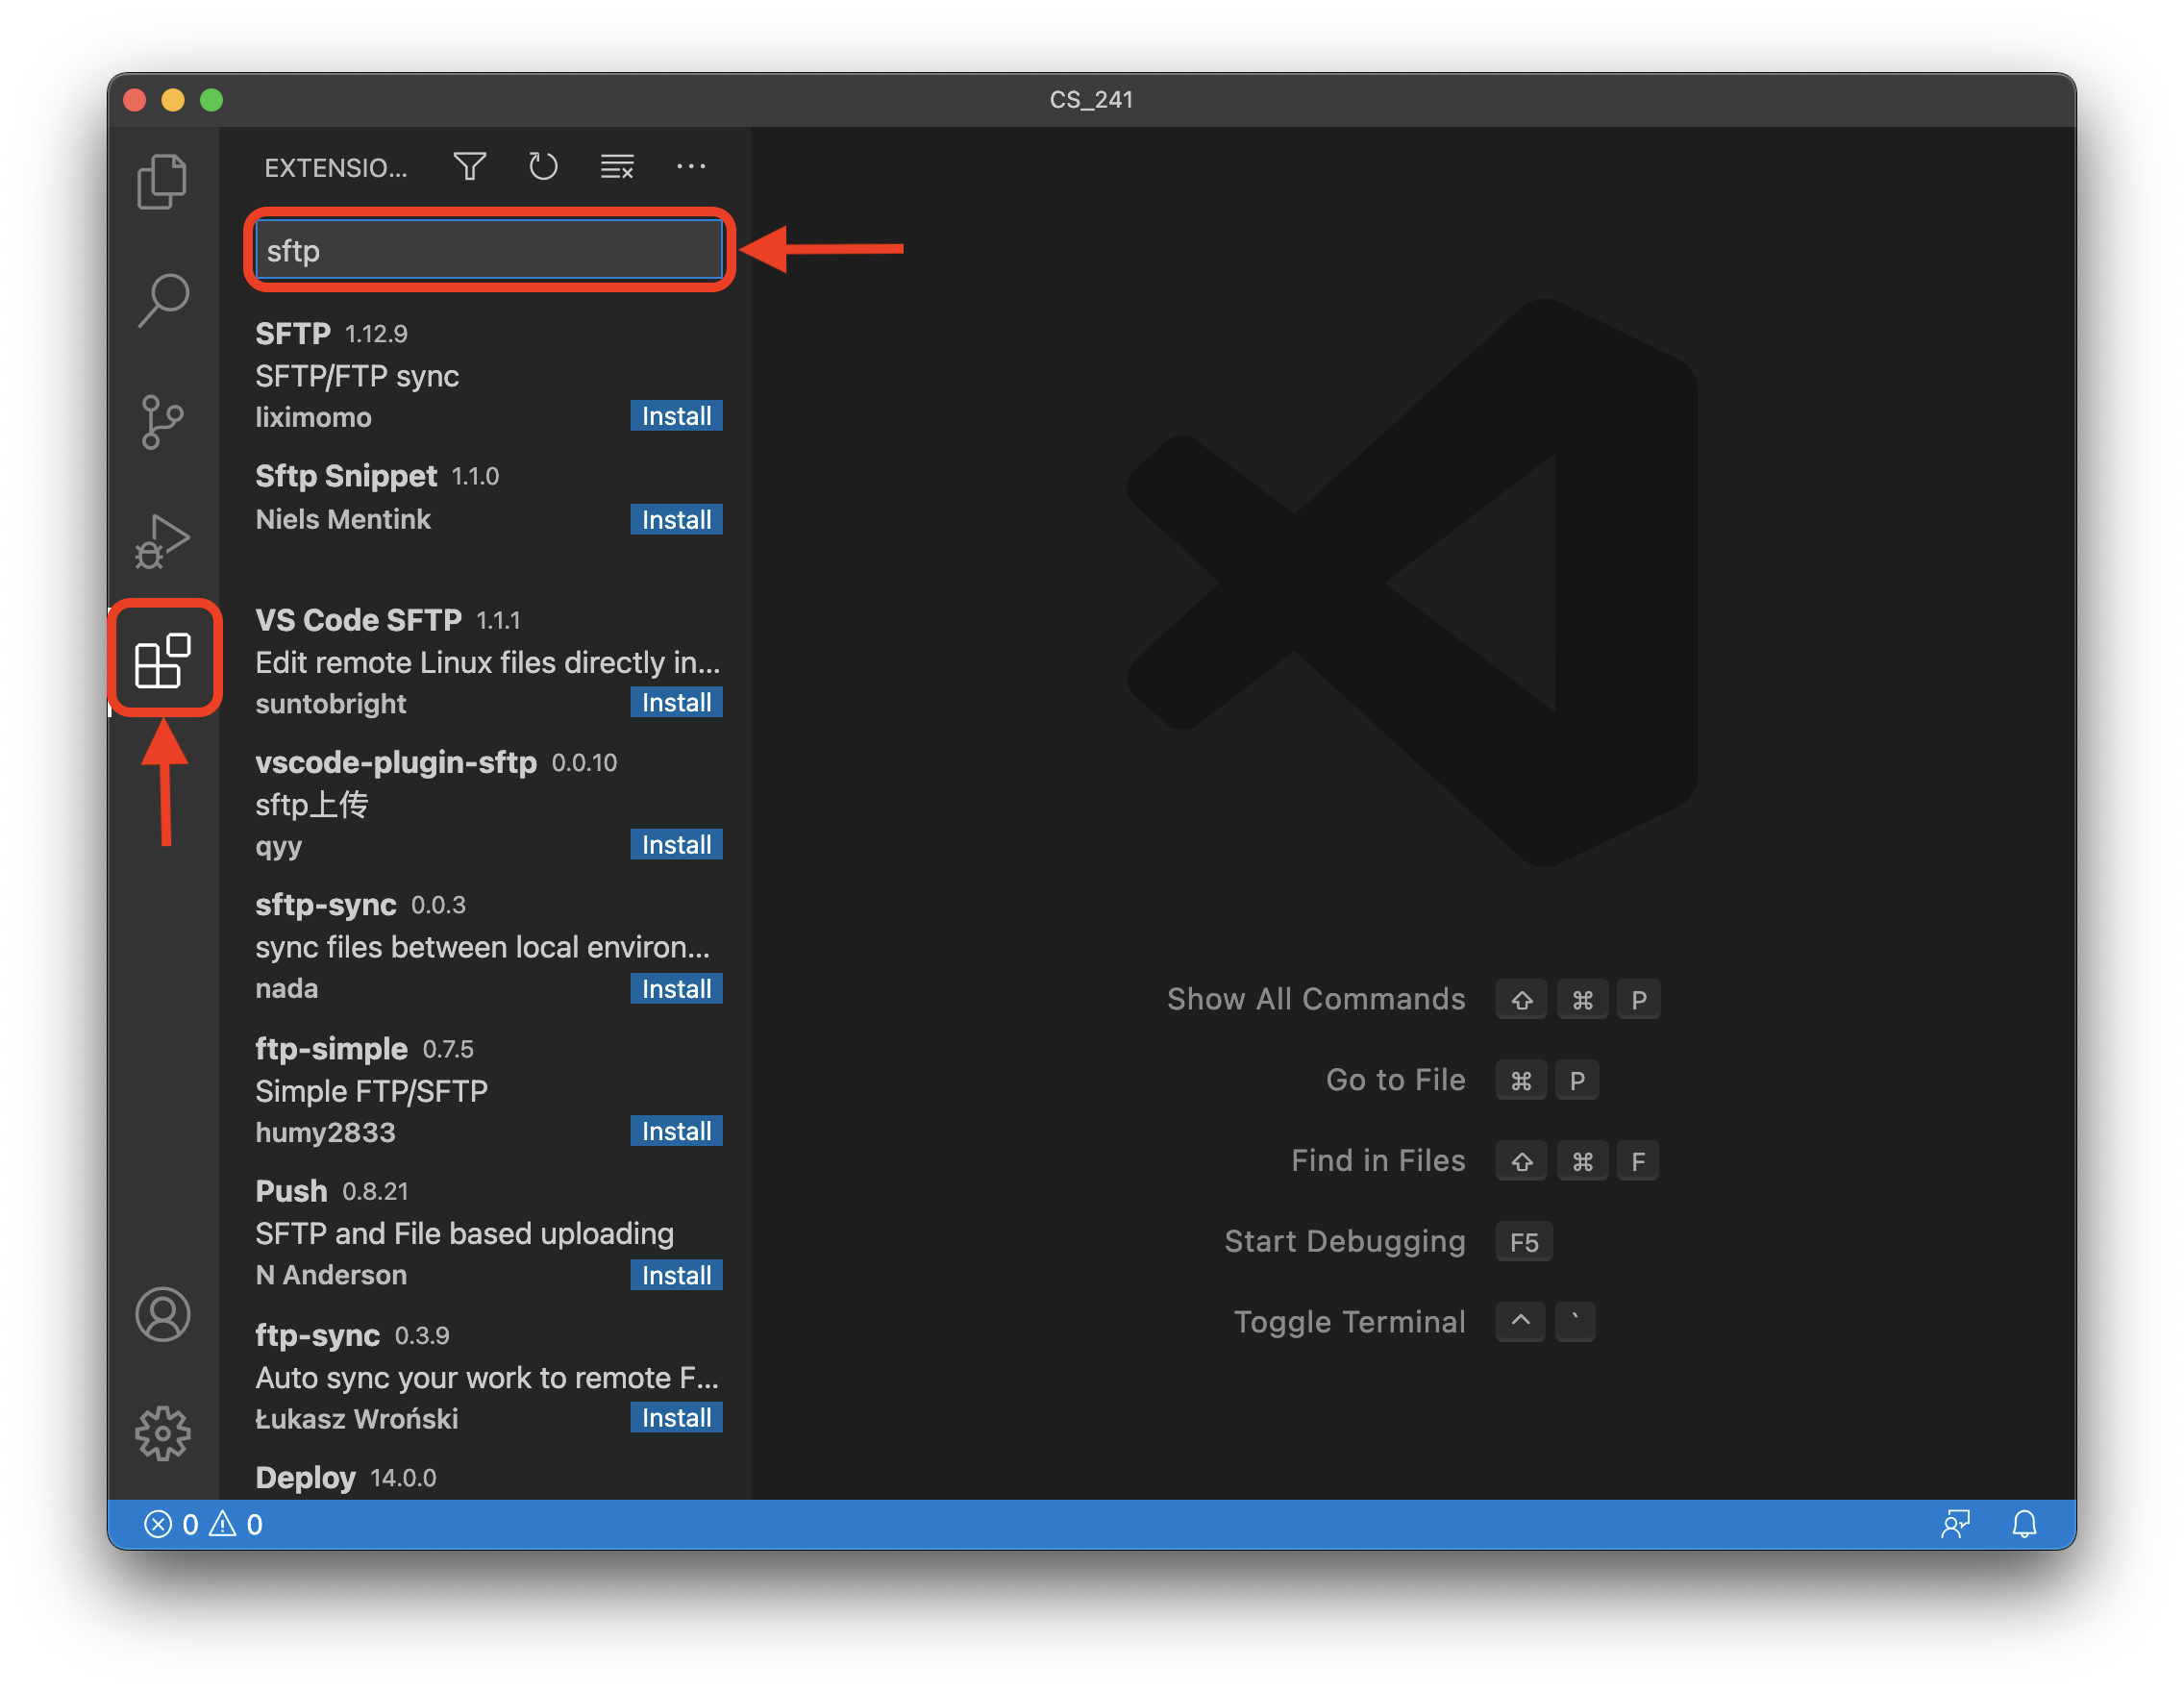 CS_241
EXTENSIO...
sftp
SFTP 1.12.9
SFTP/FTP sync
liximomo Install
Sftp Snippet 1.1.0
Niels Mentink Install
VS Code SFTP 1.1.1
Edit remote Linux files directly in...
suntobright Install
vscode-plugin-sftp 0.0.10
sftp上传
qyy Install
sftp-sync 0.0.3
sync files between local environ...
nada Install
ftp-simple 0.7.5
Simple FTP/SFTP
humy2833 Install
Push 0.8.21
SFTP and File based uploading
N Anderson Install
ftp-sync 0.3.9
Auto sync your work to remote F...
Łukasz Wroński Install
Deploy 14.0.0
Show All Commands ⇧ ⌘ P
Go to File ⌘ P
Find in Files ⇧ ⌘ F
Start Debugging F5
Toggle Terminal ^ `
0 0